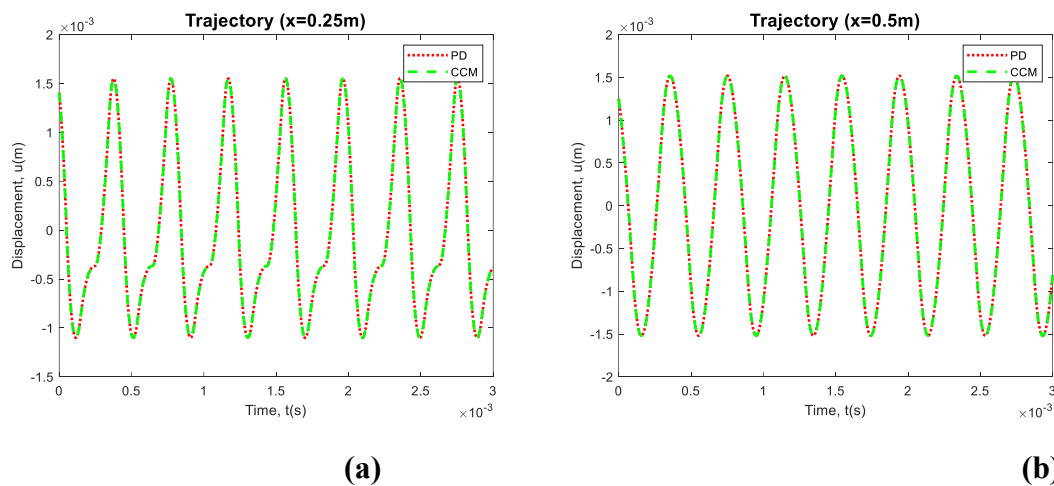 Trajectory (x=0.25m)
×10⁻³
2
1.5
1
0.5
0
-0.5
-1
-1.5
Displacement, u(m)
PD
CCM
0 0.5 1 1.5 2 2.5 3
Time, t(s)
×10⁻³
(a)
Trajectory (x=0.5m)
×10⁻³
2
1.5
1
0.5
0
-0.5
-1
-1.5
-2
Displacement, u(m)
PD
CCM
0 0.5 1 1.5 2 2.5 3
Time, t(s)
×10⁻³
(b)